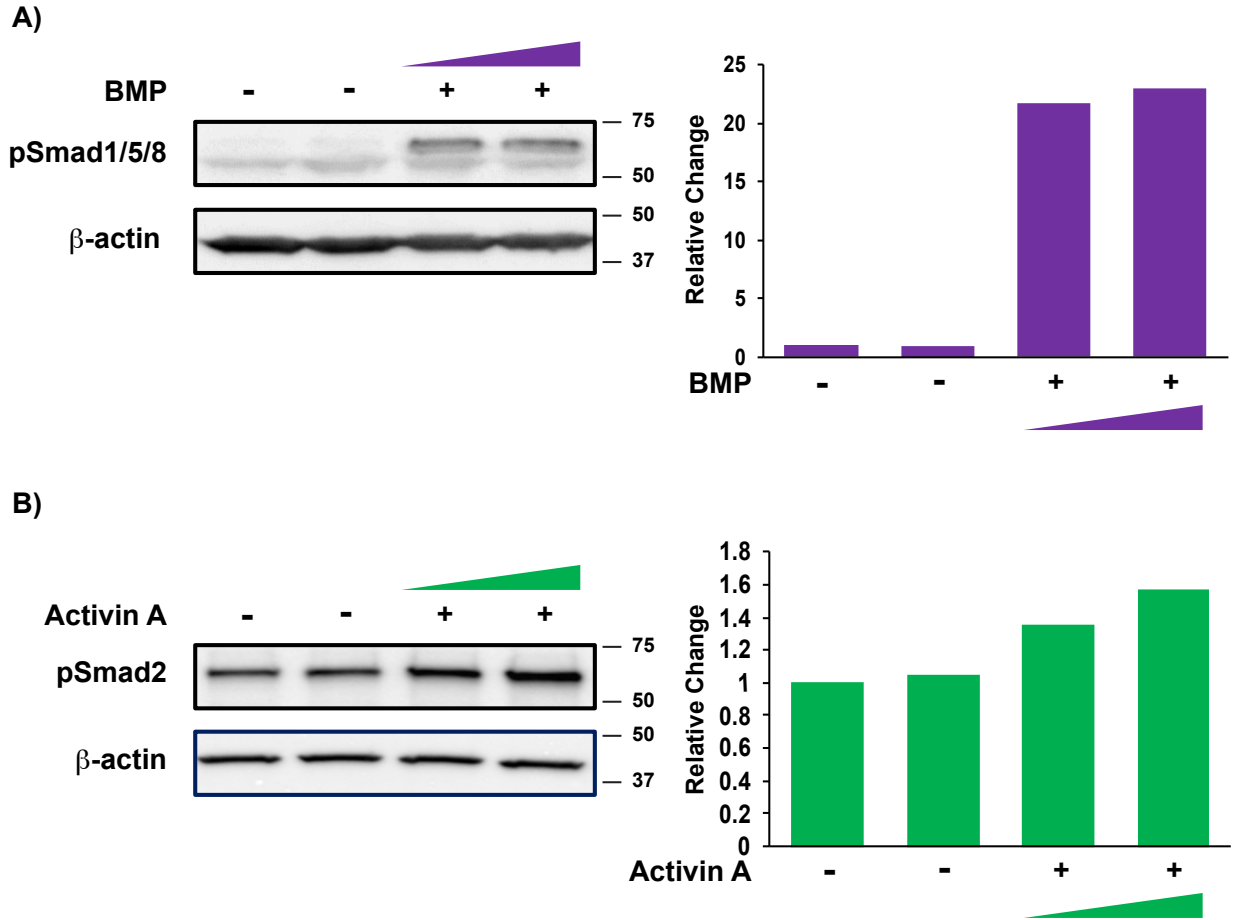 A)
BMP - - + +
pSmad1/5/8
75
50
β-actin
50
37
Relative Change
25
20
15
10
5
0
BMP - - + +
B)
Activin A - - + +
pSmad2
75
50
β-actin
50
37
Relative Change
1.8
1.6
1.4
1.2
1
0.8
0.6
0.4
0.2
0
Activin A - - + +